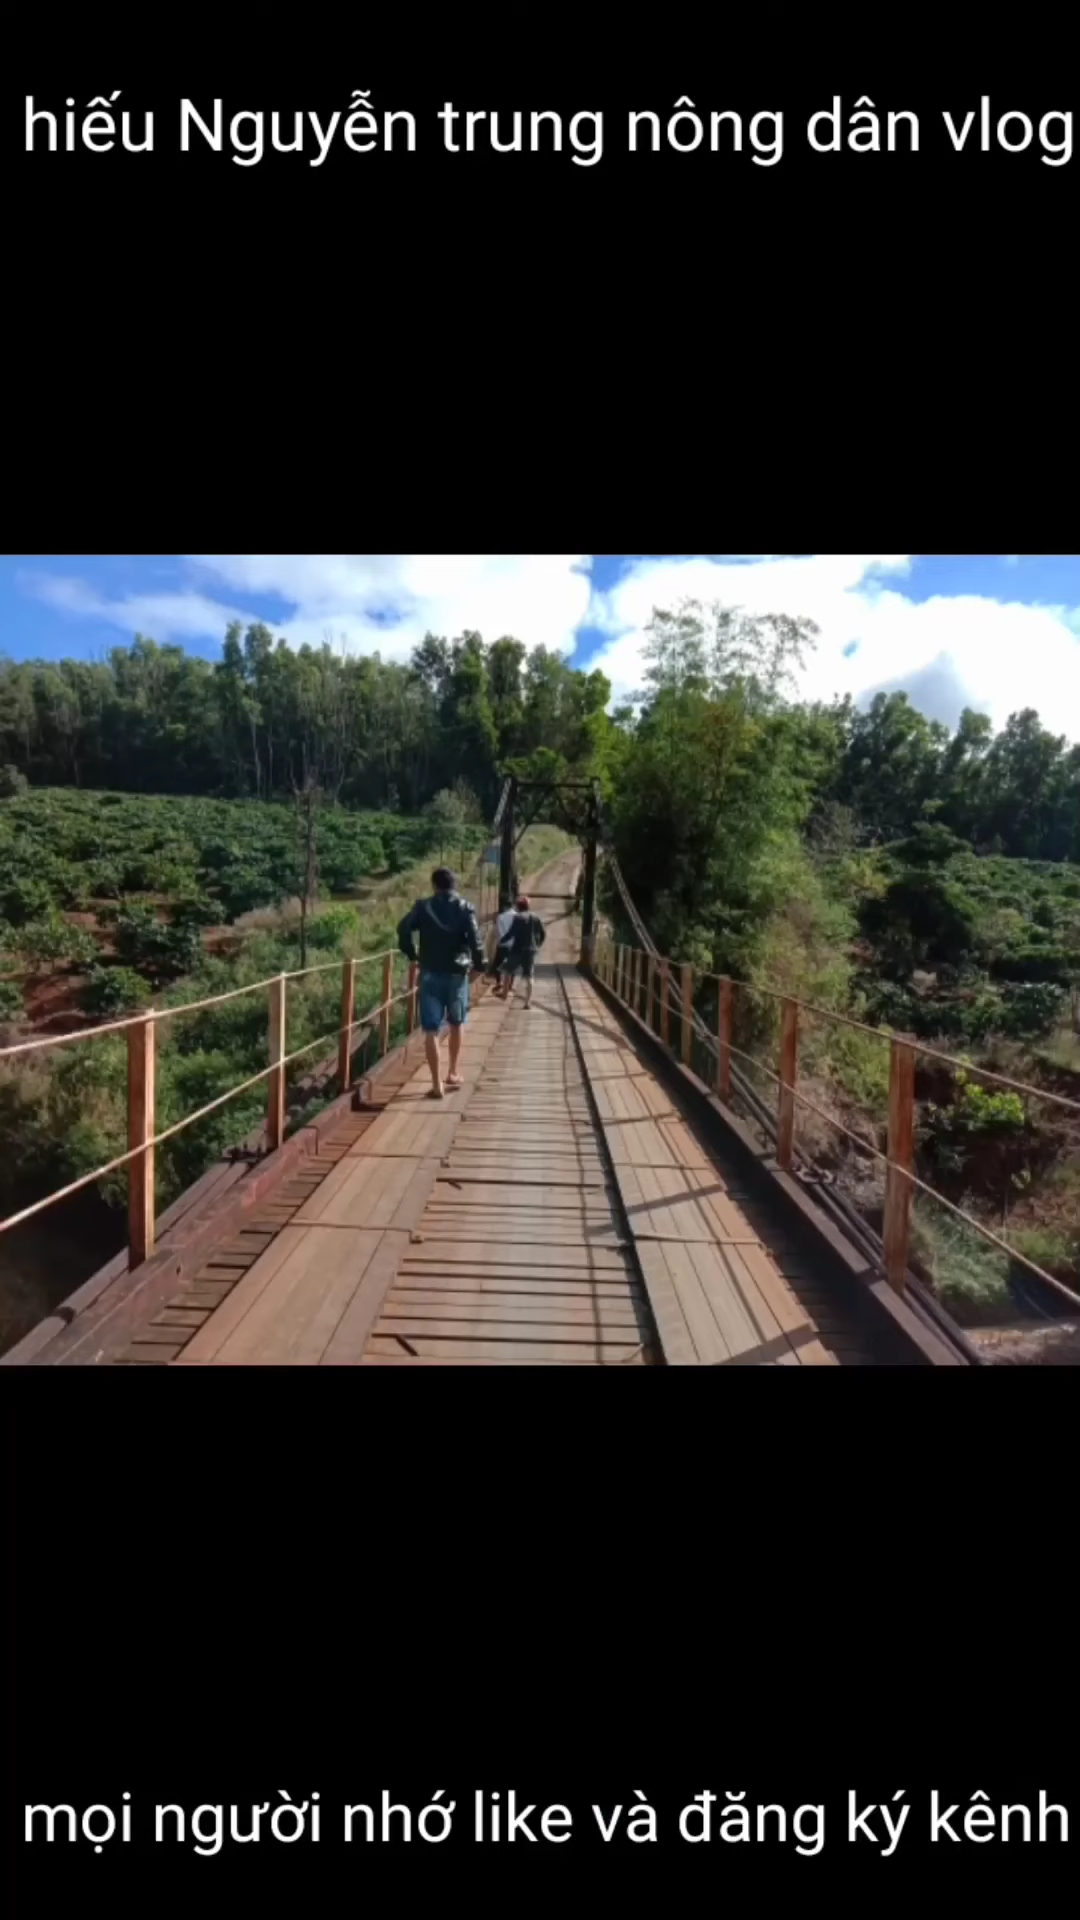 hiếu Nguyễn trung nông dân vlog
mọi người nhớ like và đăng ký kênh